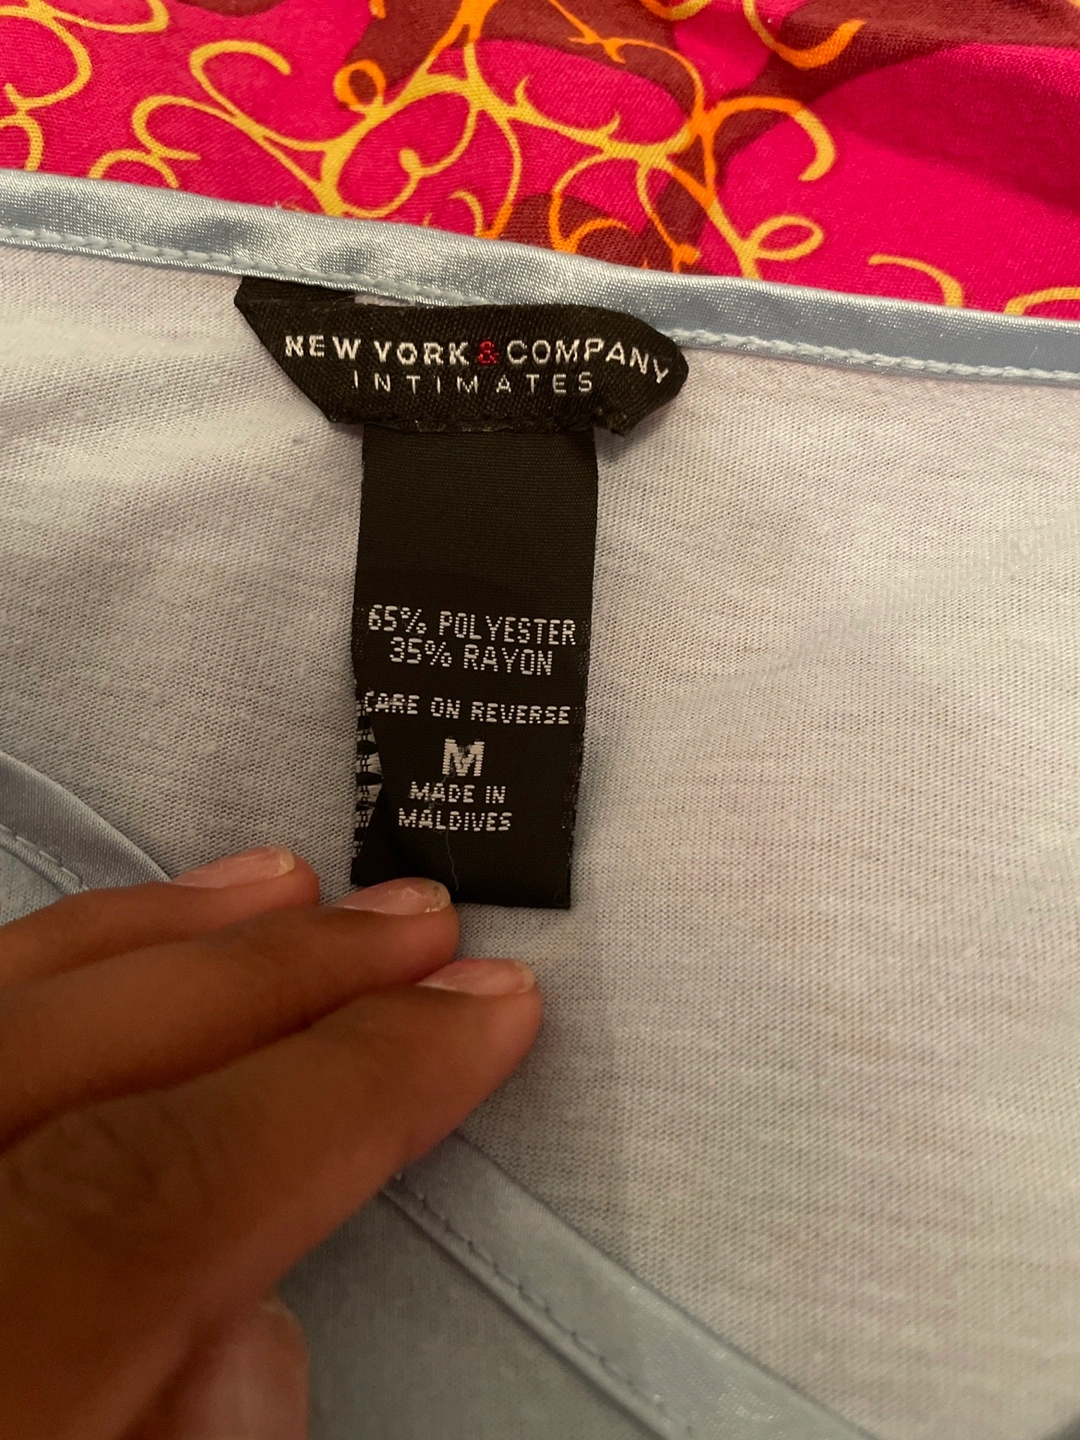 NEW YORK & COMPANY
INTIMATES
65% POLYESTER
35% RAYON
CARE ON REVERSE
M
MADE IN
MALDIVES